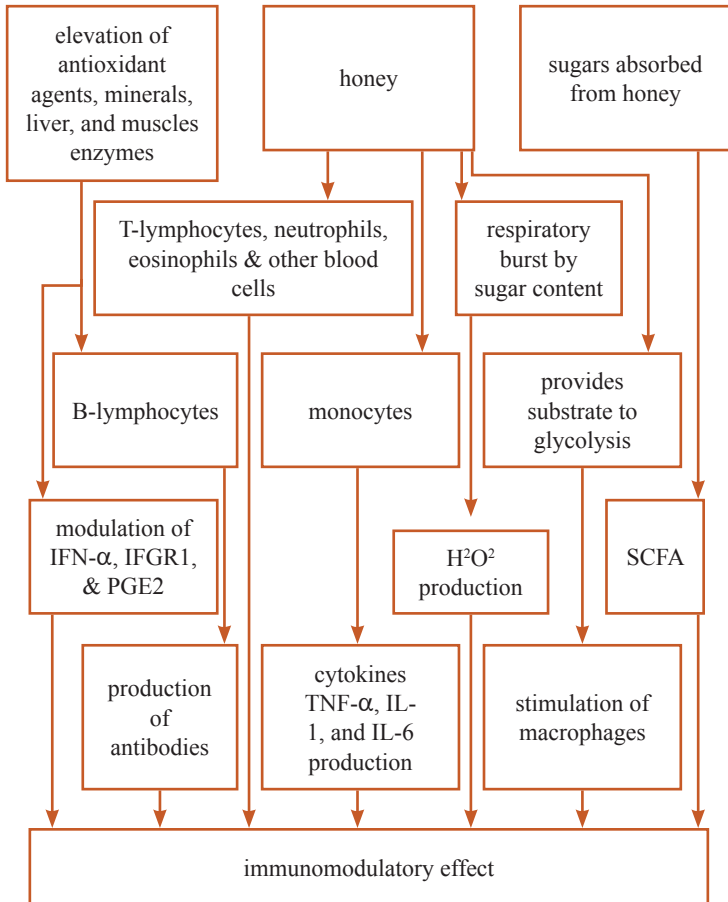 elevation of
antioxidant
agents, minerals,
liver, and muscles
enzymes
honey
sugars absorbed
from honey
T-lymphocytes, neutrophils,
eosinophils & other blood
cells
respiratory
burst by
sugar content
B-lymphocytes
monocytes
provides
substrate to
glycolysis
modulation of
IFN-α, IFGR1,
& PGE2
H²O²
production
SCFA
production
of
antibodies
cytokines
TNF-α, IL-
1, and IL-6
production
stimulation of
macrophages
immunomodulatory effect